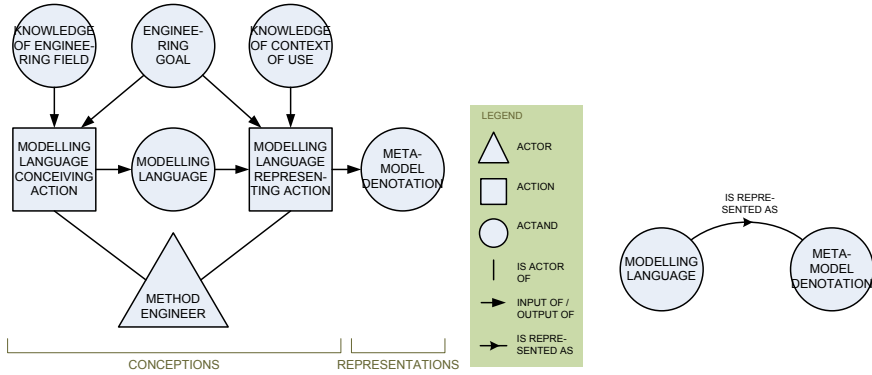 KNOWLEDGE
OF ENGINEE-
RING FIELD
ENGINEE-
RING
GOAL
KNOWLEDGE
OF CONTEXT
OF USE
MODELLING
LANGUAGE
CONCEIVING
ACTION
MODELLING
LANGUAGE
MODELLING
LANGUAGE
REPRESEN-
TING ACTION
META-
MODEL
DENOTATION
METHOD
ENGINEER
CONCEPTIONS
REPRESENTATIONS
LEGEND
ACTOR
ACTION
ACTAND
IS ACTOR
OF
INPUT OF /
OUTPUT OF
IS REPRE-
SENTED AS
IS REPRE-
SENTED AS
MODELLING
LANGUAGE
META-
MODEL
DENOTATION